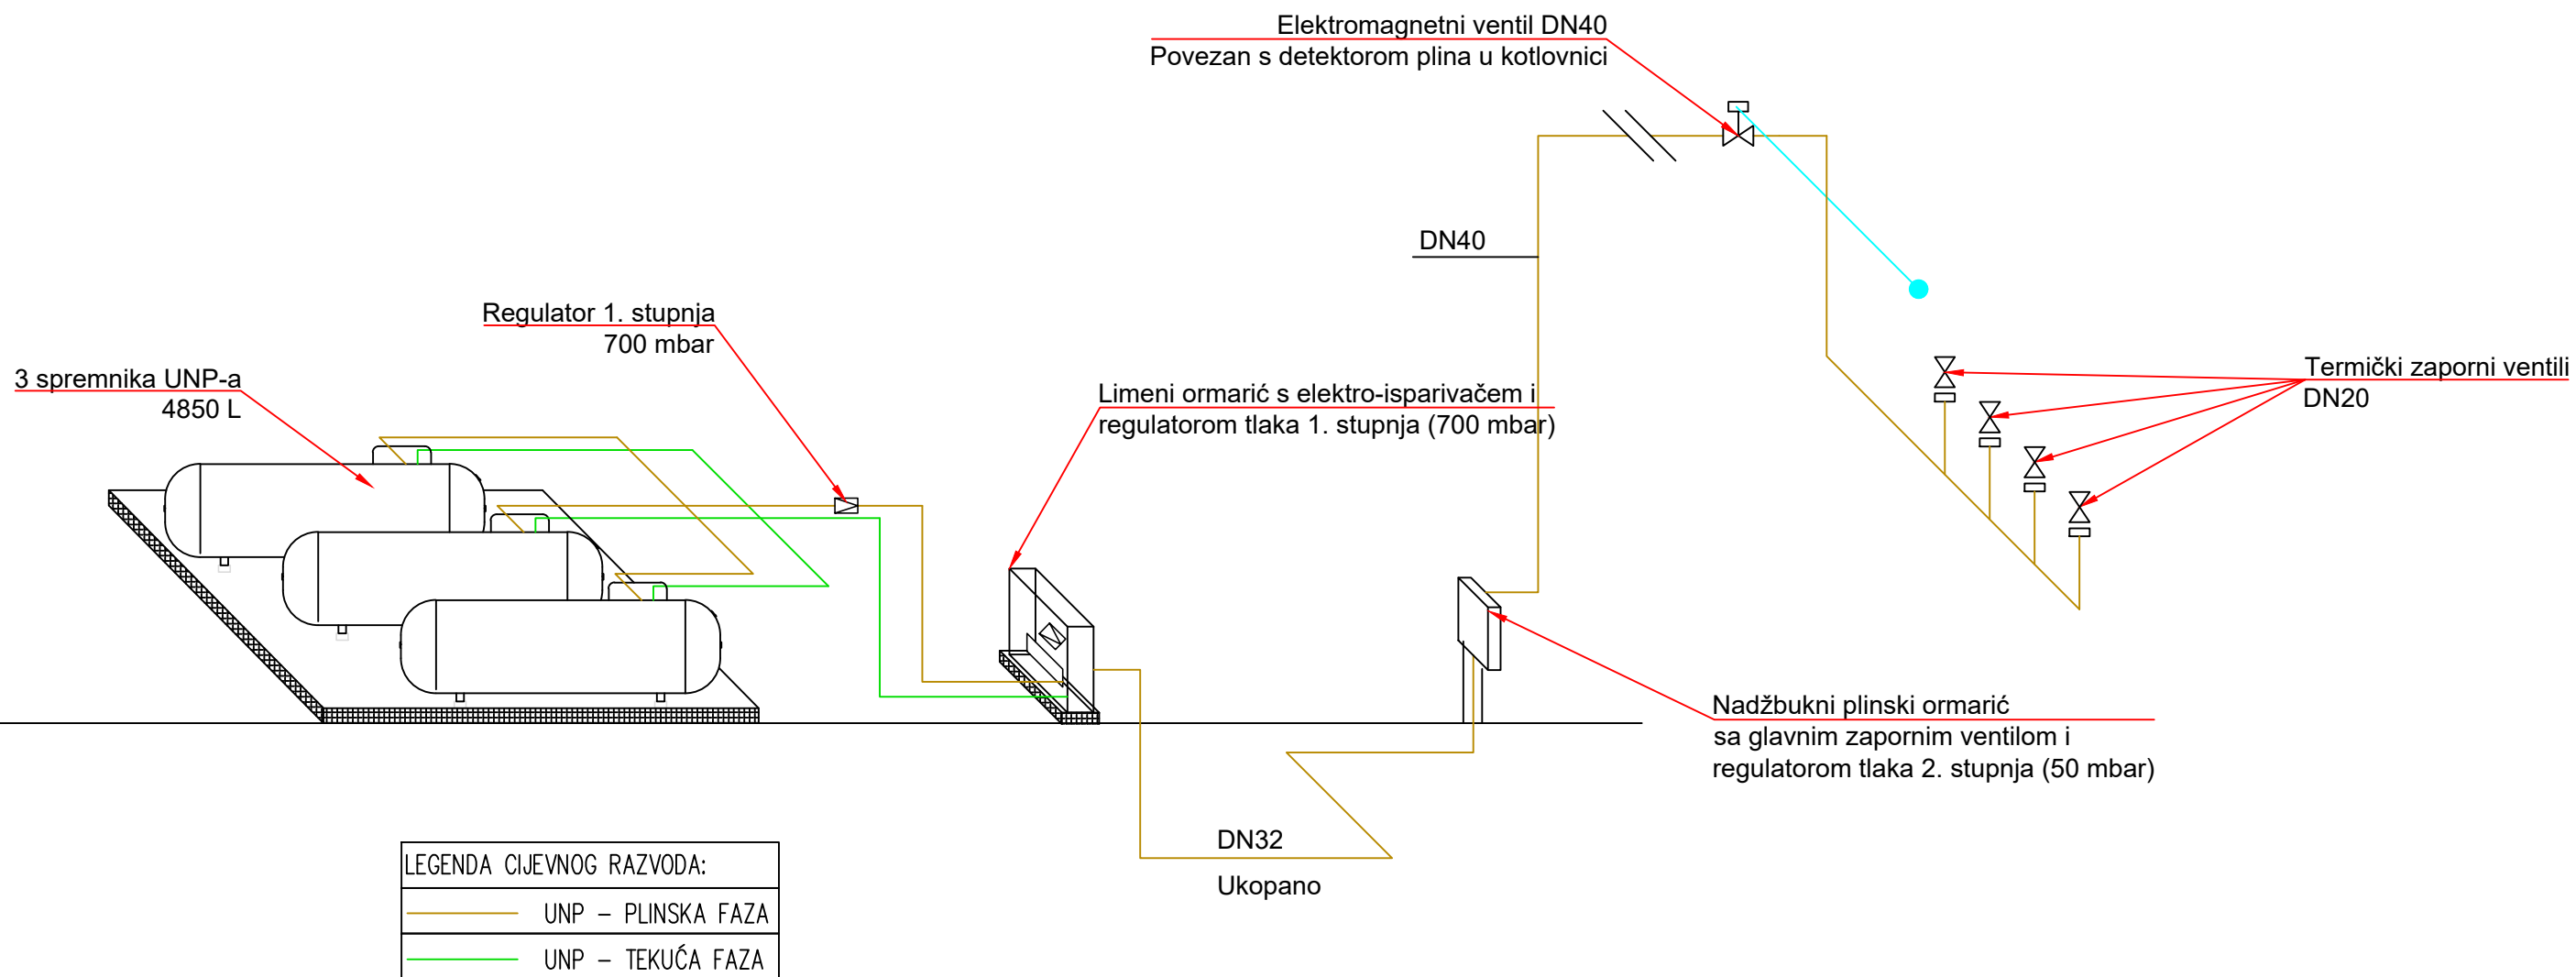 Elektromagnetni ventil DN40
Povezan s detektorom plina u kotlovnici
DN40
Regulator 1. stupnja
700 mbar
3 spremnika UNP-a
4850 L
Limeni ormarić s elektro-isparivačem i
regulatorom tlaka 1. stupnja (700 mbar)
Termički zaporni ventili
DN20
Nadžbukni plinski ormarić
sa glavnim zapornim ventilom i
regulatorom tlaka 2. stupnja (50 mbar)
DN32
Ukopano
LEGENDA CIJEVNOG RAZVODA:
UNP – PLINSKA FAZA
UNP – TEKUĆA FAZA